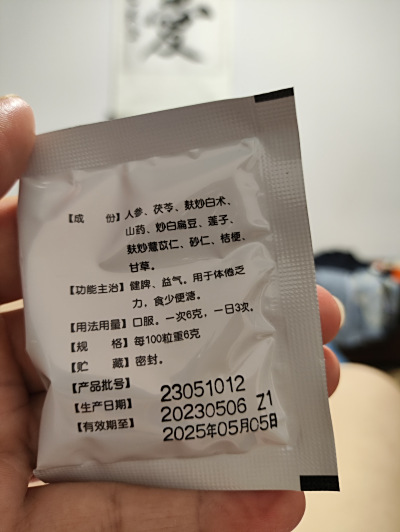 愛
【成 份】人参、茯苓、麸炒白术、
山药、炒白扁豆、莲子、
麸炒薏苡仁、砂仁、桔梗、
甘草。
【功能主治】健脾、益气。用于体倦乏
力，食少便溏。
【用法用量】口服。一次6克，一日3次。
【规 格】每100粒重6克
【贮 藏】密封。
【产品批号】 23051012
【生产日期】 20230506 Z1
【有效期至】 2025年05月05日